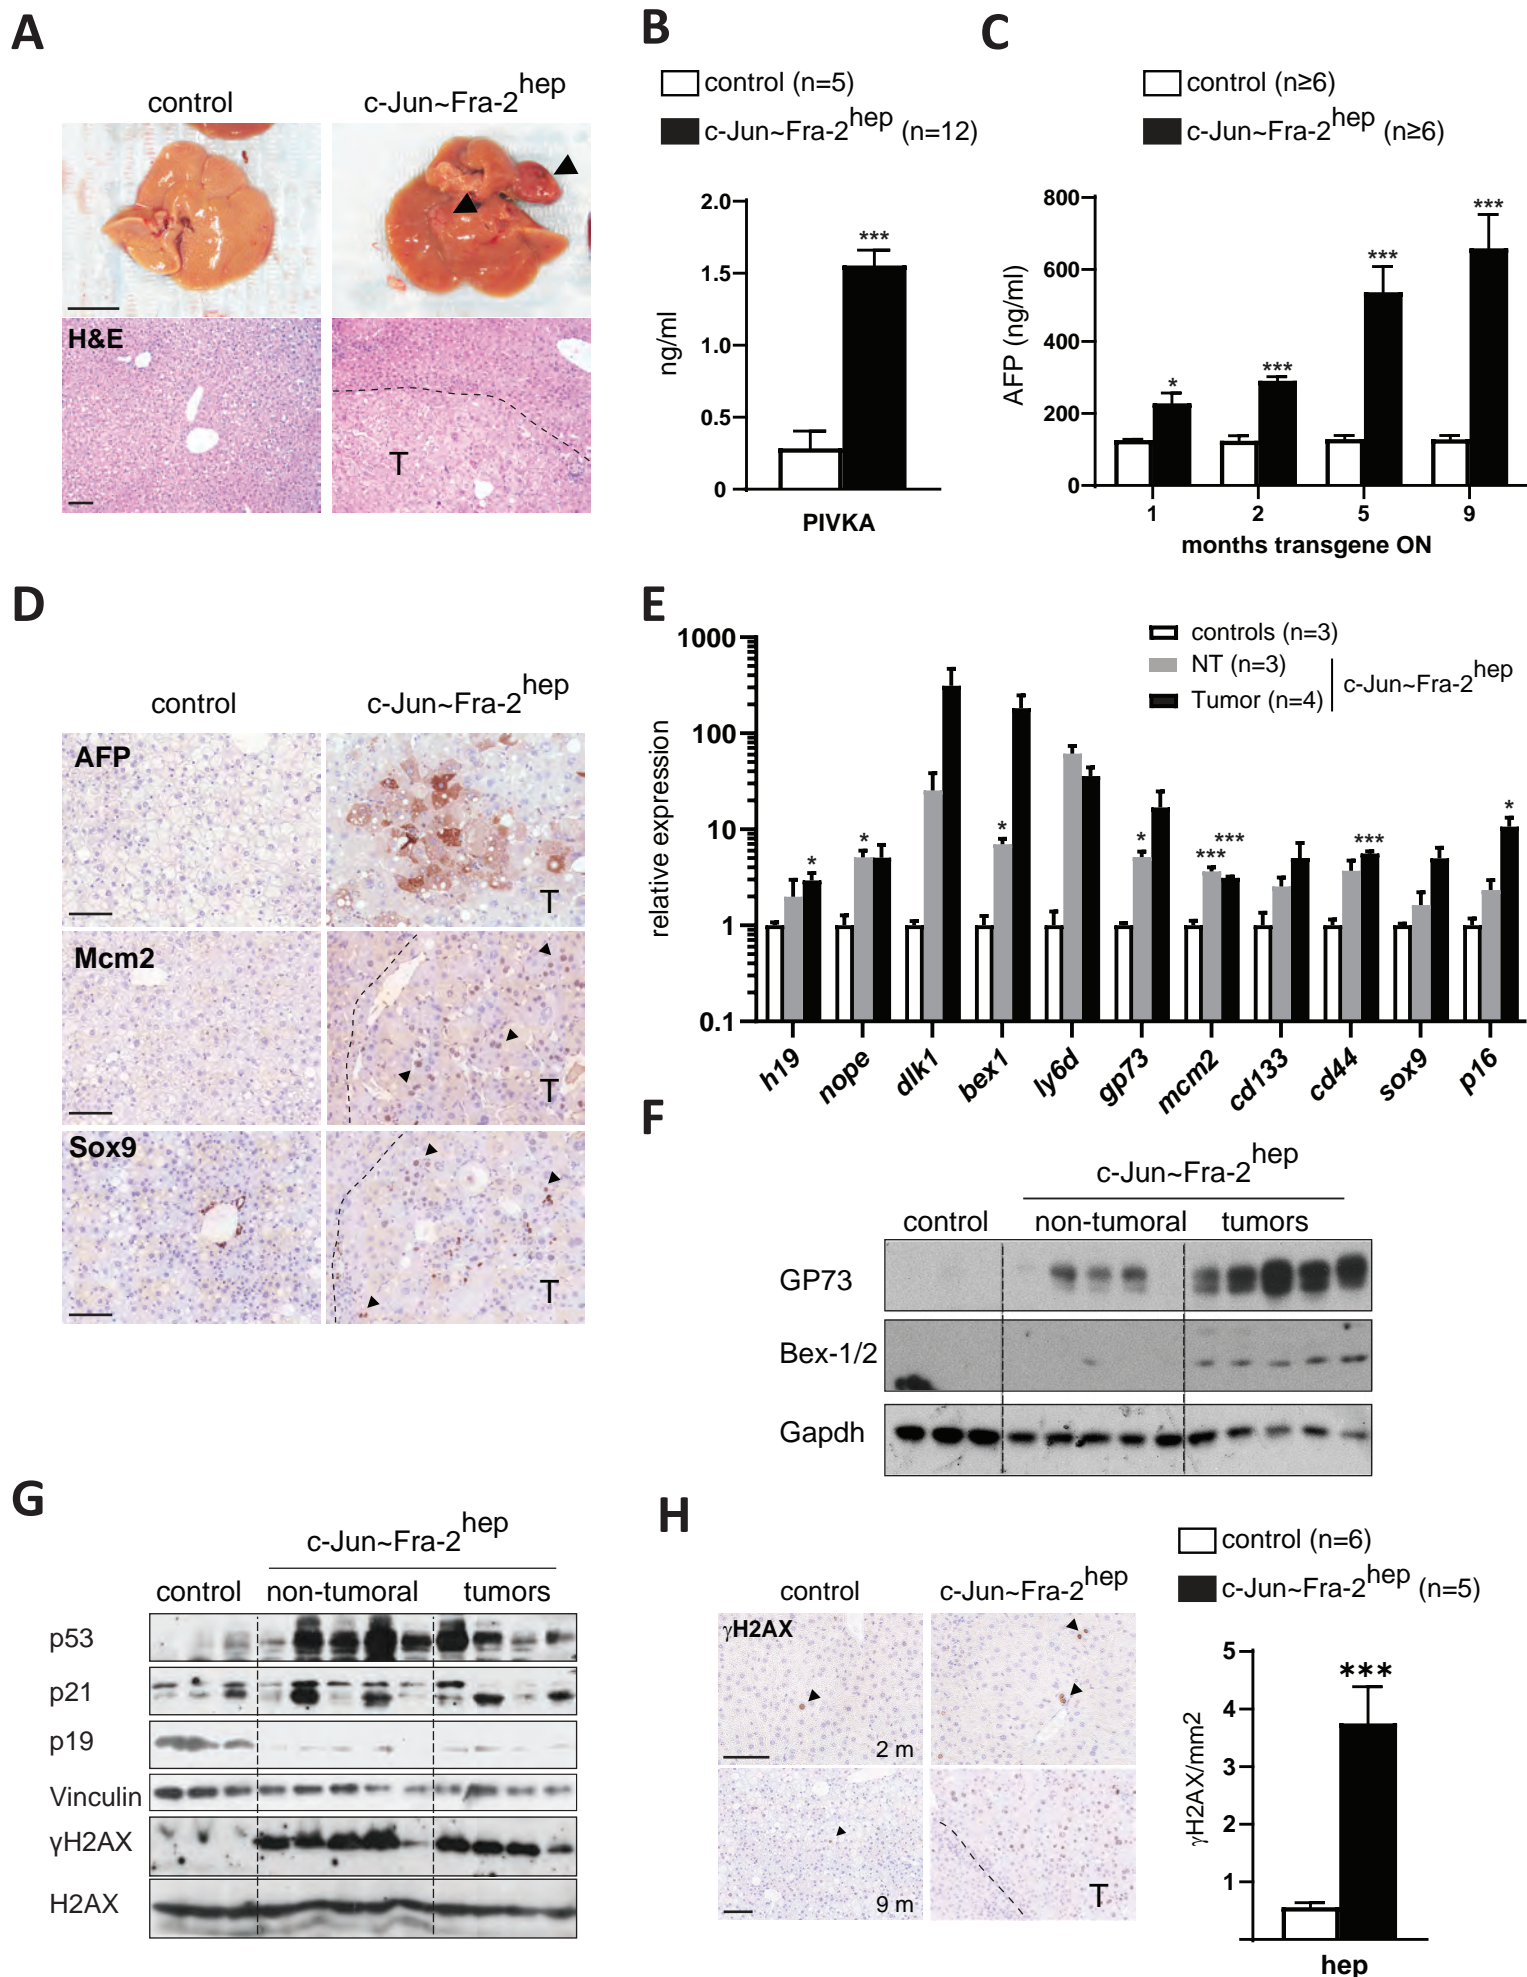 A
control
c-Jun~Fra-2hep
H&E
T
B
control (n=5)
c-Jun~Fra-2hep (n=12)
2.0
1.5
1.0
0.5
0
ng/ml
***
PIVKA
C
control (n≥6)
c-Jun~Fra-2hep (n≥6)
800
600
400
200
0
AFP (ng/ml)
*
***
***
***
1 2 5 9
months transgene ON
D
control
c-Jun~Fra-2hep
AFP
T
Mcm2
T
Sox9
T
E
controls (n=3)
NT (n=3)
Tumor (n=4)
c-Jun~Fra-2hep
1000
100
10
1
0.1
relative expression
* * * * *** *** *** *
h19 nope dlk1 bex1 ly6d gp73 mcm2 cd133 cd44 sox9 p16
F
c-Jun~Fra-2hep
control non-tumoral tumors
GP73
Bex-1/2
Gapdh
G
c-Jun~Fra-2hep
control non-tumoral tumors
p53
p21
p19
Vinculin
γH2AX
H2AX
H
control
c-Jun~Fra-2hep
γH2AX
2 m
9 m
T
control (n=6)
c-Jun~Fra-2hep (n=5)
5
4
3
2
1
γH2AX/mm2
***
hep